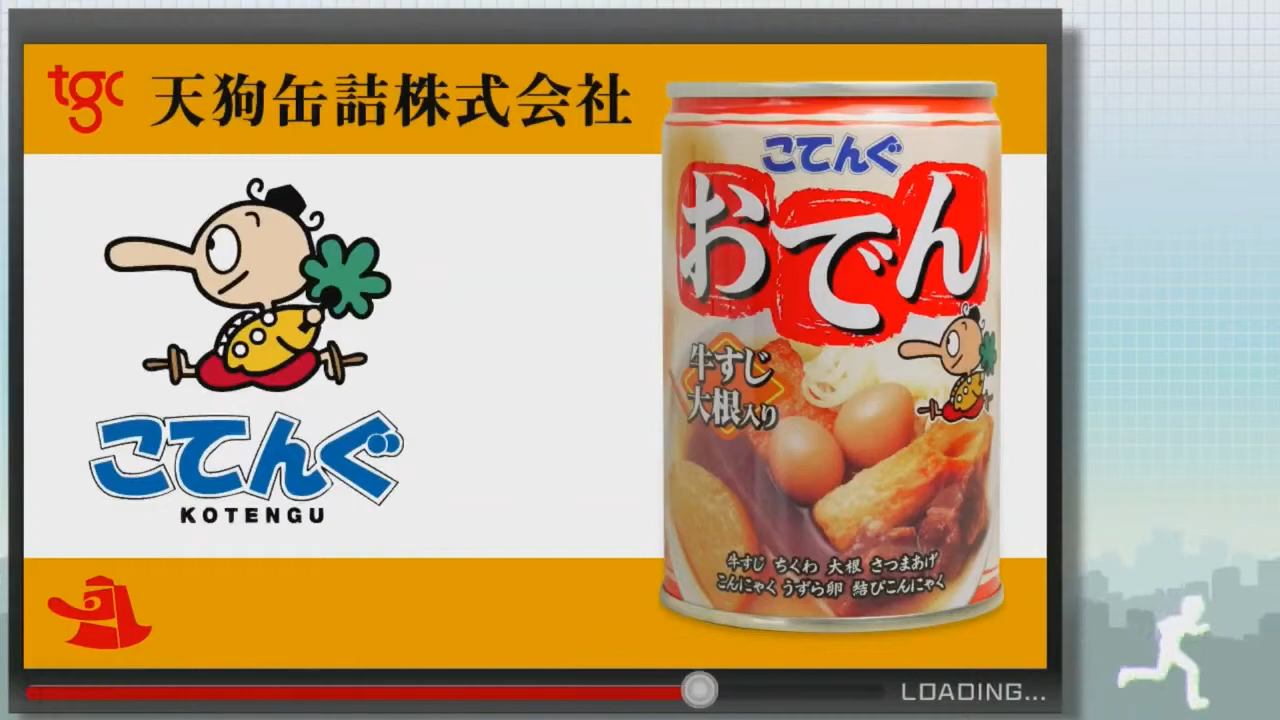 tgc 天狗缶詰株式会社
こてんぐ
KOTENGU
こてんぐ
おでん
牛すじ
大根入り
牛すじ ちくわ 大根 さつまあげ
こんにゃく うずら卵 結びこんにゃく
LOADING...